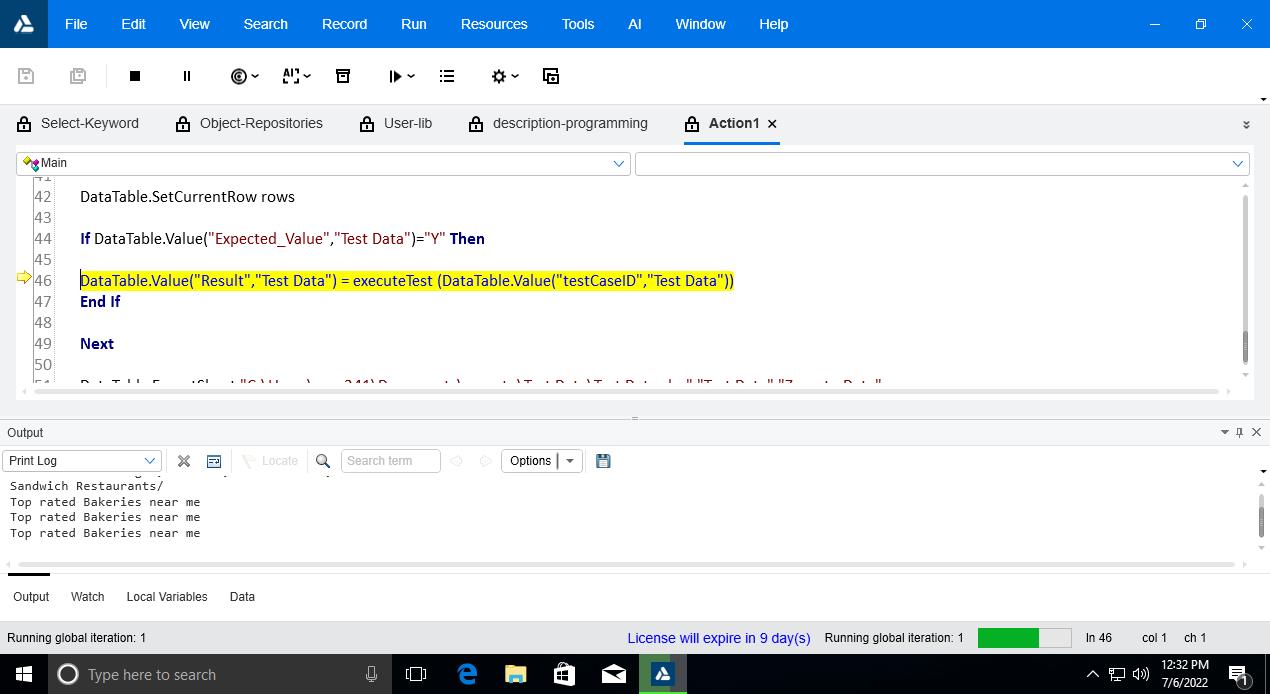 File Edit View Search Record Run Resources Tools AI Window Help
Select-Keyword Object-Repositories User-lib description-programming Action1
Main
41
42 DataTable.SetCurrentRow rows
43
44 If DataTable.Value("Expected_Value","Test Data")="Y" Then
45
46 DataTable.Value("Result","Test Data") = executeTest (DataTable.Value("testCaseID","Test Data"))
47 End If
48
49 Next
50
51
Output
Print Log Locate Search term Options
Sandwich Restaurants/
Top rated Bakeries near me
Top rated Bakeries near me
Top rated Bakeries near me
Output Watch Local Variables Data
Running global iteration: 1 License will expire in 9 day(s) Running global iteration: 1 ln 46 col 1 ch 1
Type here to search 12:32 PM
7/6/2022 1